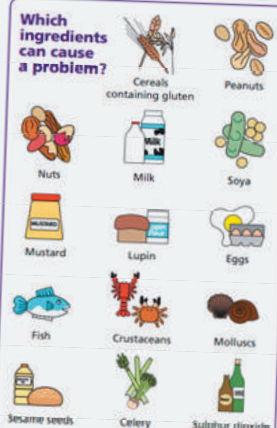 Which
ingredients
can cause
a problem?
Cereals
containing gluten
Peanuts
Nuts
Milk
Milk
Soya
MUSTARD
Mustard
Lupin
Eggs
Fish
Crustaceans
Molluscs
Sesame seeds
Celery
Sulphur dioxide